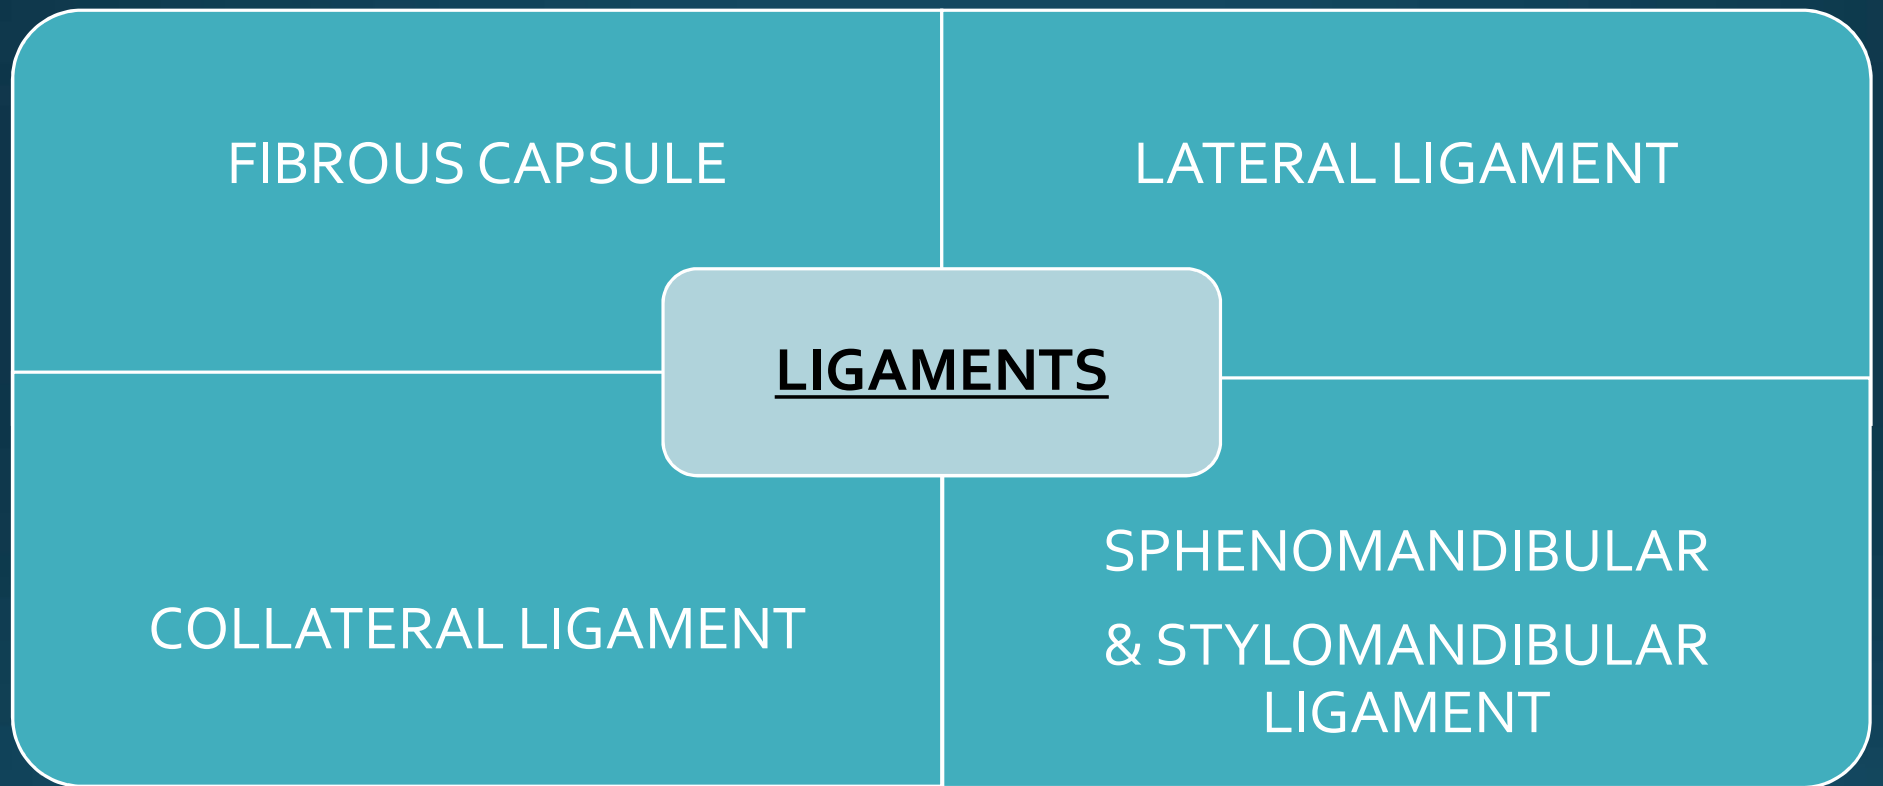 FIBROUS CAPSULE
LATERAL LIGAMENT
LIGAMENTS
COLLATERAL LIGAMENT
SPHENOMANDIBULAR
& STYLOMANDIBULAR
LIGAMENT